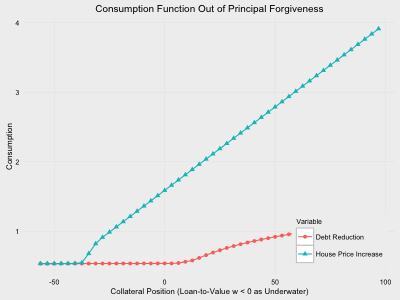 Consumption Function Out of Principal Forgiveness
4
3
2
1
Consumption
-50
0
50
100
Collateral Position (Loan-to-Value w < 0 as Underwater)
Variable
Debt Reduction
House Price Increase